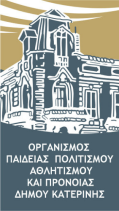 ΟΡΓΑΝΙΣΜΟΣ
ΠΑΙΔΕΙΑΣ ΠΟΛΙΤΙΣΜΟΥ
ΑΘΛΗΤΙΣΜΟΥ
ΚΑΙ ΠΡΟΝΟΙΑΣ
ΔΗΜΟΥ ΚΑΤΕΡΙΝΗΣ